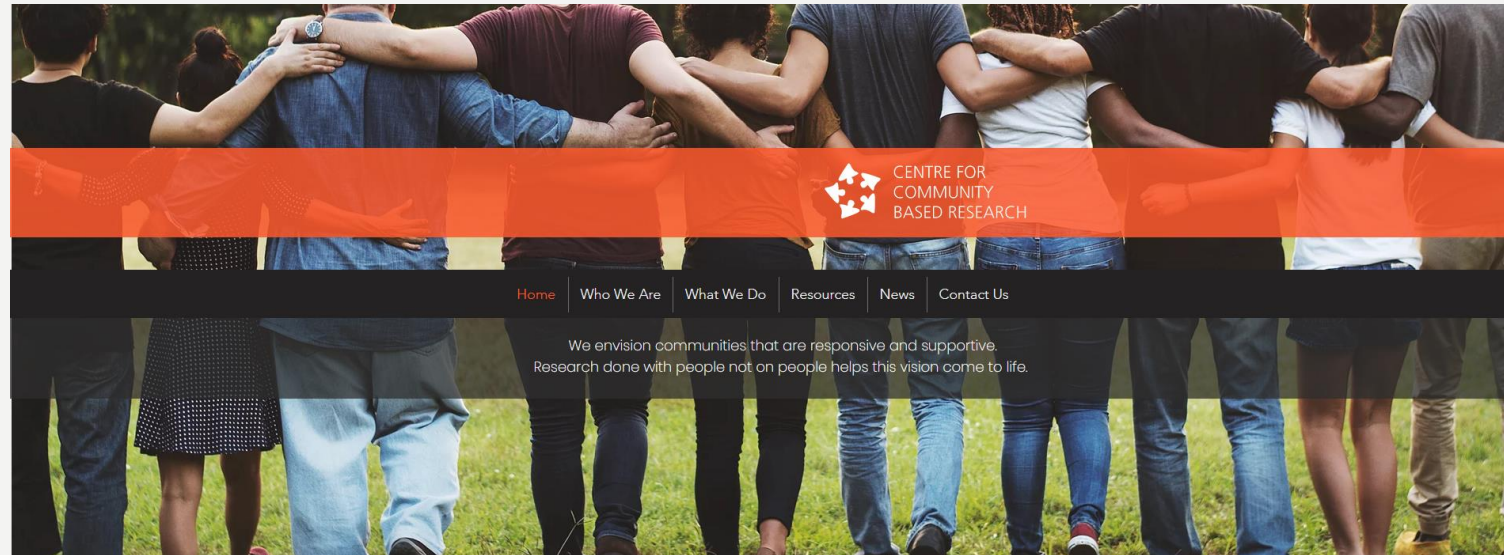 CENTRE FOR
COMMUNITY
BASED RESEARCH
Home Who We Are What We Do Resources News Contact Us
We envision communities that are responsive and supportive.
Research done with people not on people helps this vision come to life.